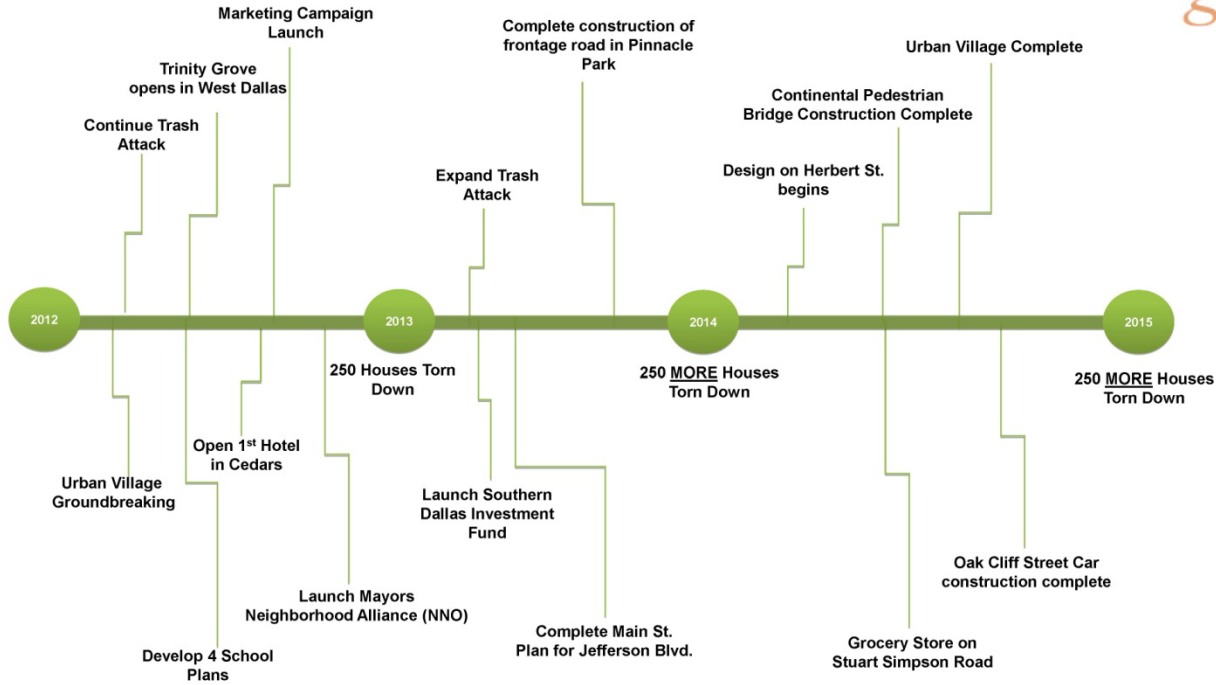 Marketing Campaign
Launch
Trinity Grove
opens in West Dallas
Continue Trash
Attack
Complete construction of
frontage road in Pinnacle
Park
Expand Trash
Attack
Urban Village Complete
Continental Pedestrian
Bridge Construction Complete
Design on Herbert St.
begins
2012
2013
2014
2015
250 Houses Torn
Down
250 MORE Houses
Torn Down
250 MORE Houses
Torn Down
Urban Village
Groundbreaking
Open 1st Hotel
in Cedars
Develop 4 School
Plans
Launch Mayors
Neighborhood Alliance (NNO)
Launch Southern
Dallas Investment
Fund
Complete Main St.
Plan for Jefferson Blvd.
Grocery Store on
Stuart Simpson Road
Oak Cliff Street Car
construction complete